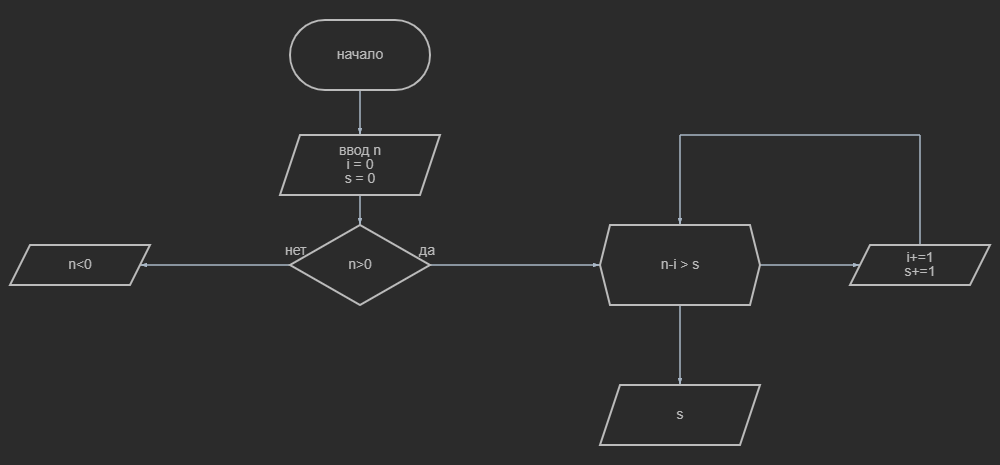 начало
ввод n
i = 0
s = 0
нет
да
n<0
n>0
n-i > s
i+=1
s+=1
s